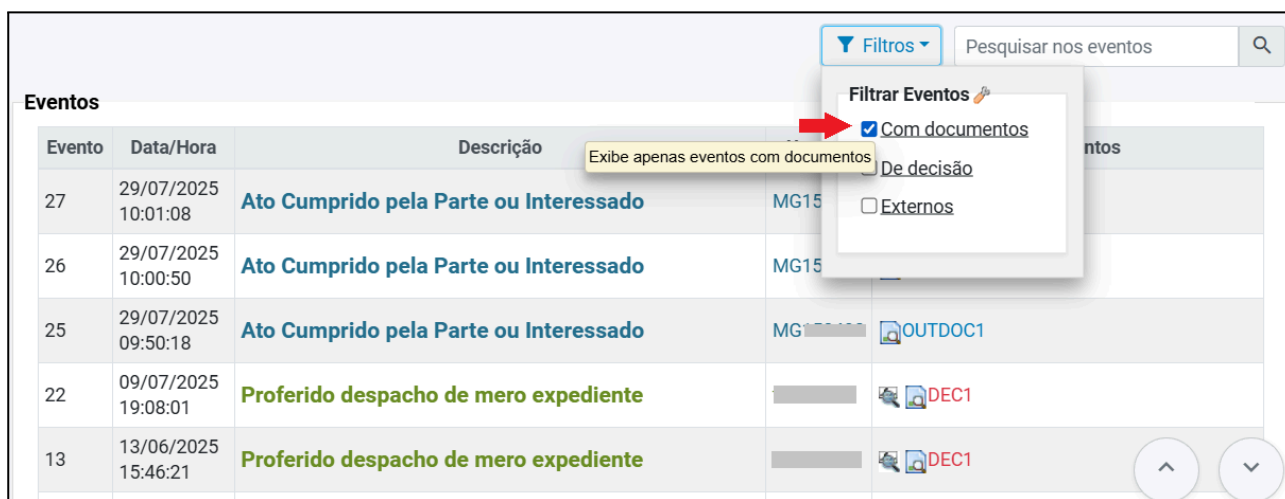 Filtros
Pesquisar nos eventos
Filtrar Eventos
Com documentos
De decisão
Externos
Exibe apenas eventos com documentos
Eventos
Evento Data/Hora Descrição
27 29/07/2025 10:01:08 Ato Cumprido pela Parte ou Interessado MG15
26 29/07/2025 10:00:50 Ato Cumprido pela Parte ou Interessado MG15
25 29/07/2025 09:50:18 Ato Cumprido pela Parte ou Interessado OUTDOC1
22 09/07/2025 19:08:01 Proferido despacho de mero expediente DEC1
13 13/06/2025 15:46:21 Proferido despacho de mero expediente DEC1